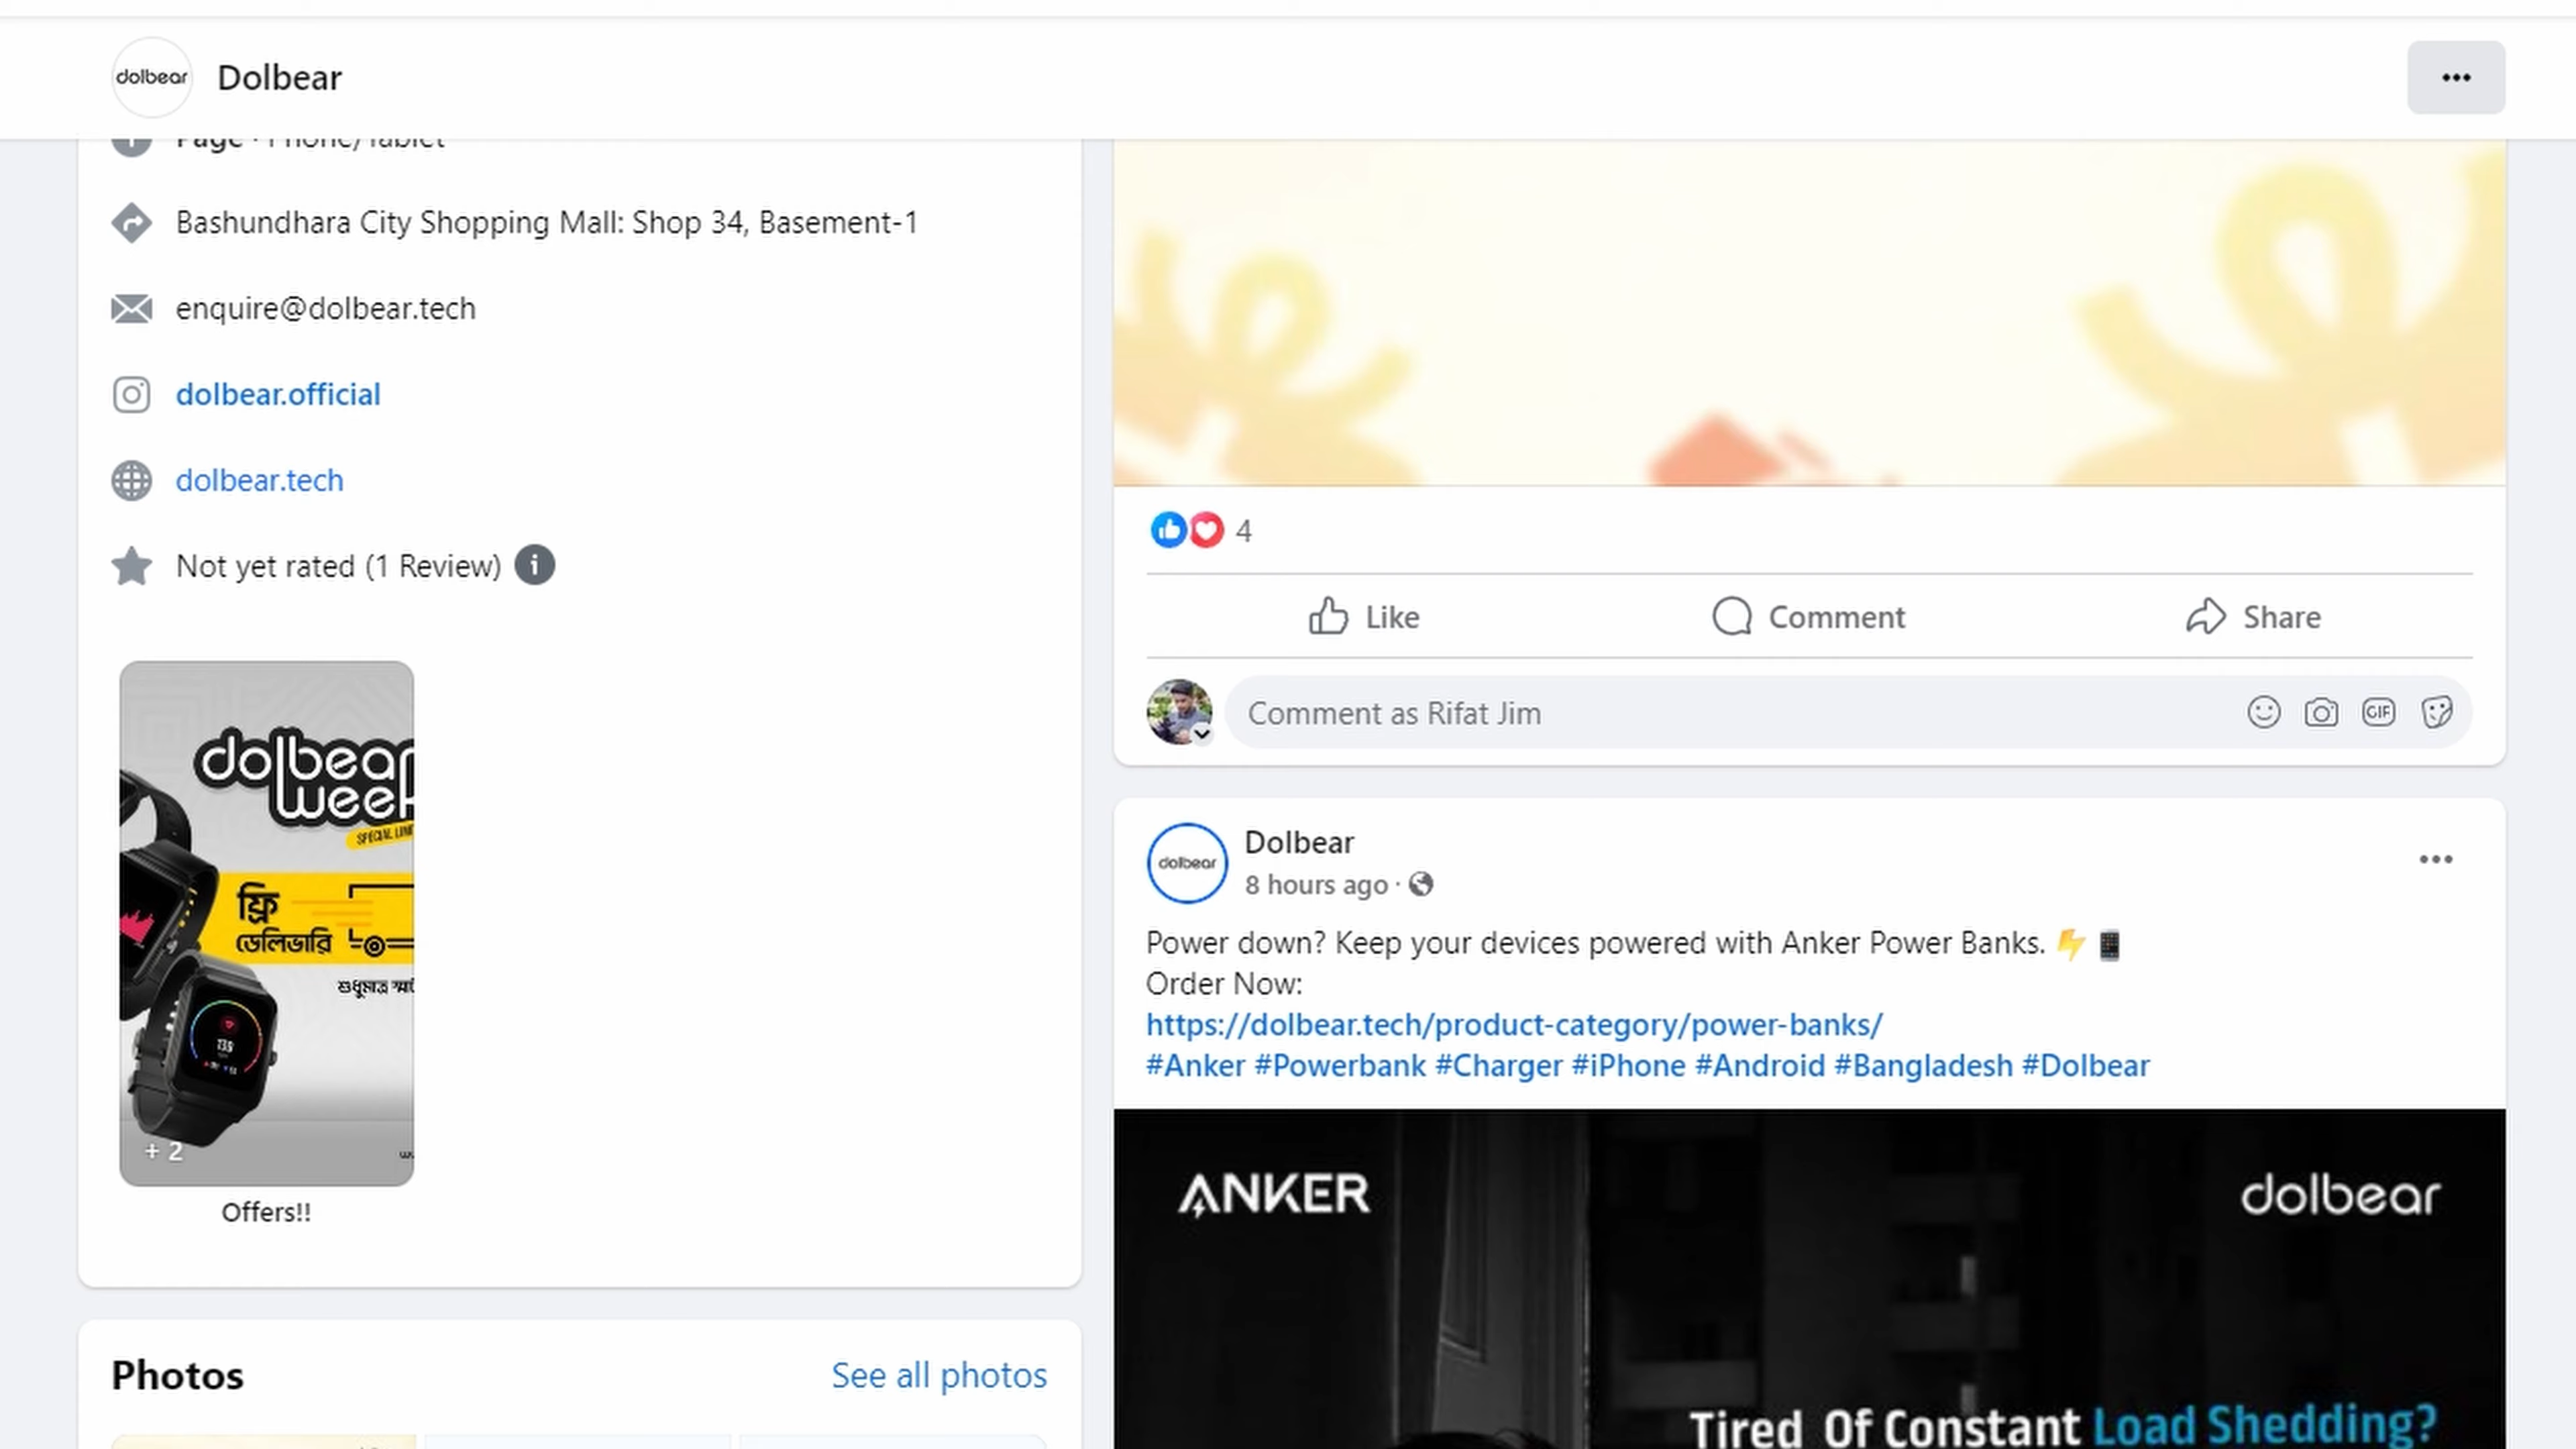 dolbear
Dolbear
Page · Phone/Tablet
Bashundhara City Shopping Mall: Shop 34, Basement-1
enquire@dolbear.tech
dolbear.official
dolbear.tech
Not yet rated (1 Review)
dolbear
week
ফ্রি
ডেলিভারি
শুধুমাত্র
+ 2
Offers!!
Photos
See all photos
4
Like
Comment
Share
Comment as Rifat Jim
GIF
dolbear
Dolbear
8 hours ago ·
Power down? Keep your devices powered with Anker Power Banks. ⚡📱
Order Now:
https://dolbear.tech/product-category/power-banks/
#Anker #Powerbank #Charger #iPhone #Android #Bangladesh #Dolbear
ANKER
dolbear
Tired Of Constant Load Shedding?